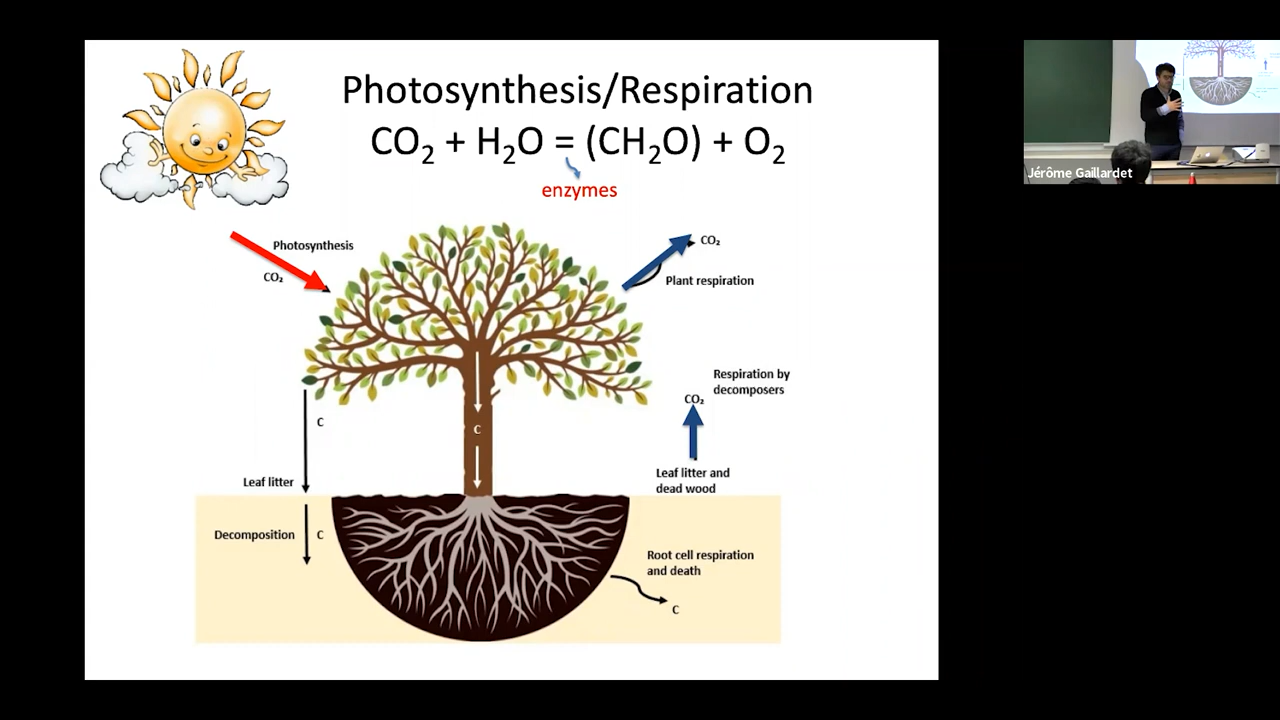 Photosynthesis/Respiration
CO₂ + H₂O = (CH₂O) + O₂
enzymes
Photosynthesis
CO₂
CO₂
Plant respiration
Respiration by
decomposers
CO₂
C
C
Leaf litter
Leaf litter and
dead wood
Decomposition
C
Root cell respiration
and death
C
Jérôme Gaillardet